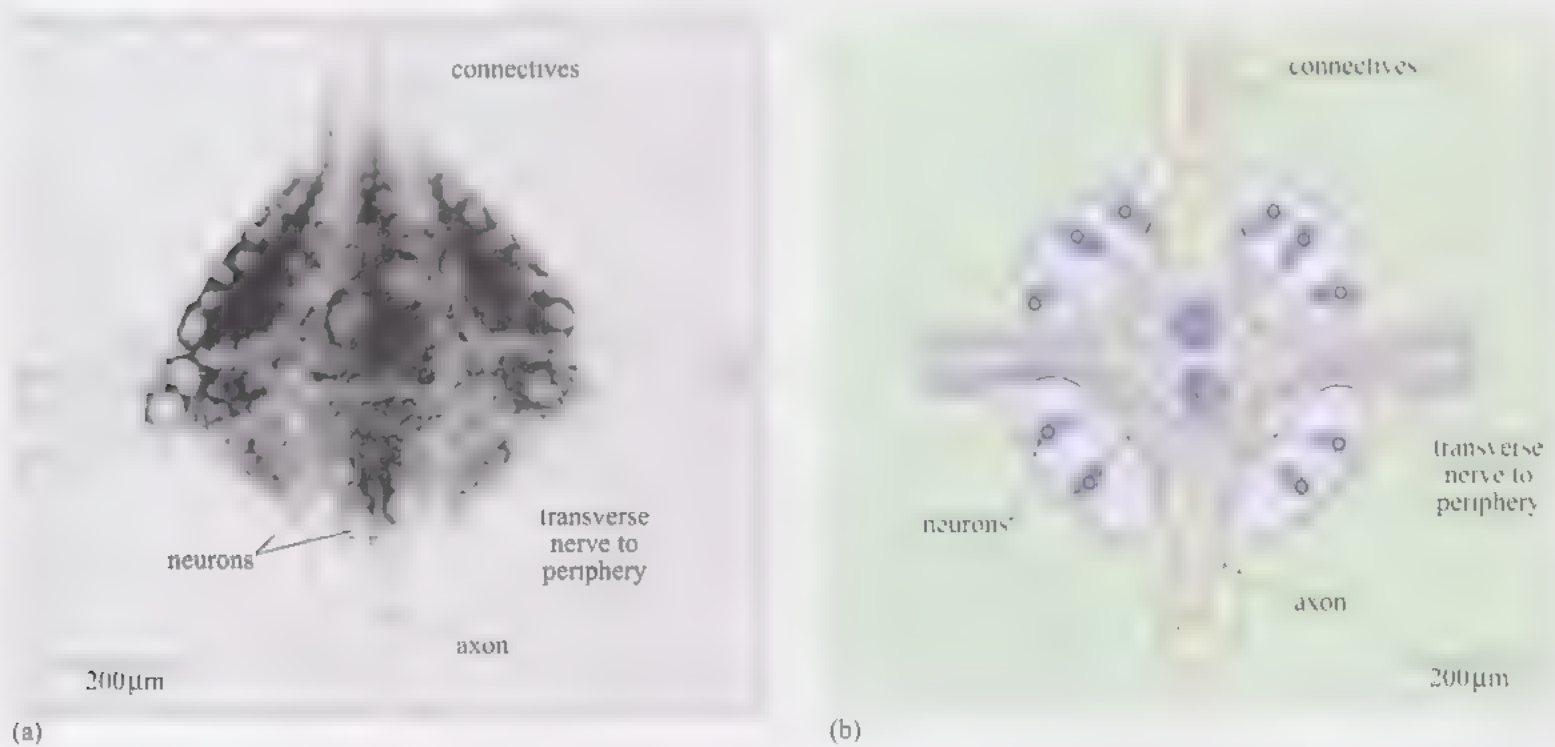 connectives
neurons
transverse
nerve to
periphery
axon
200μm
(a)
connectives
neurons
transverse
nerve to
periphery
axon
200μm
(b)